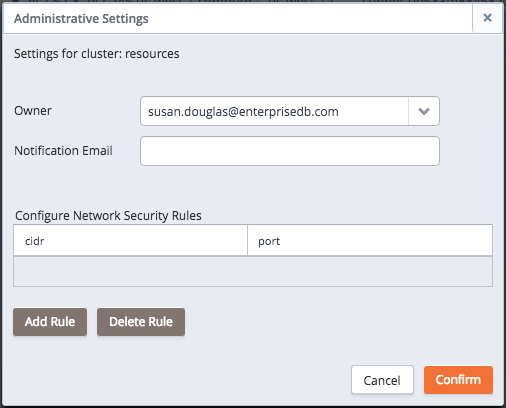 Administrative Settings
Settings for cluster: resources
Owner susan.douglas@enterprisedb.com
Notification Email
Configure Network Security Rules
cidr port
Add Rule Delete Rule
Cancel Confirm